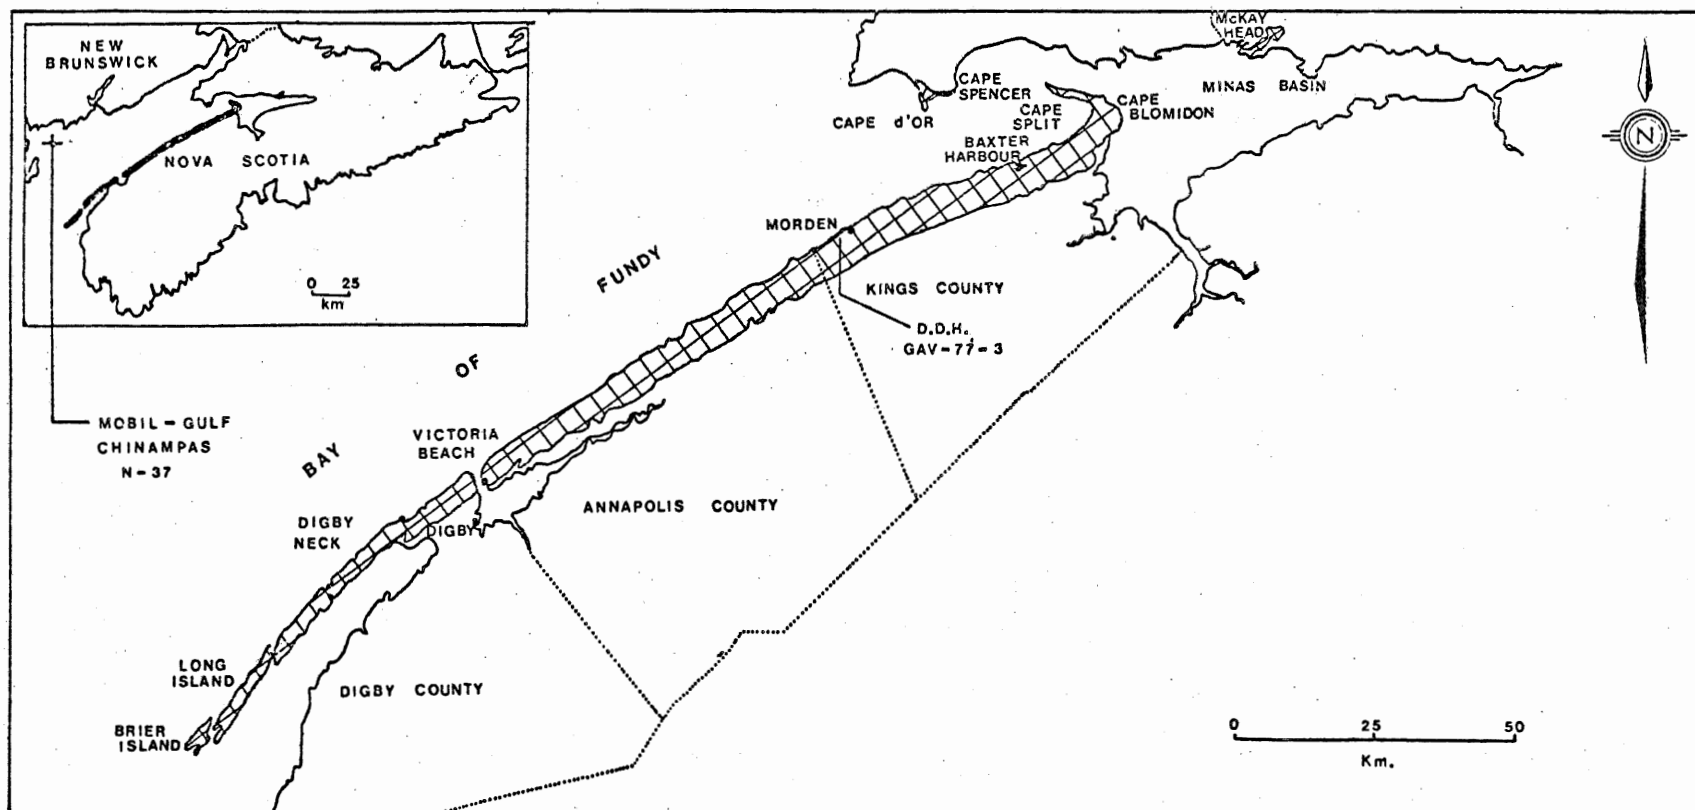 NEW
BRUNSWICK
NOVA SCOTIA
0 25
km
MOBIL - GULF
CHINAMPAS
N - 37
BAY OF FUNDY
McKAY
HEAD
MINAS BASIN
CAPE
SPENCER
CAPE d'OR
CAPE
SPLIT
CAPE
BLOMIDON
BAXTER
HARBOUR
MORDEN
KINGS COUNTY
D.D.H.
GAV-77-3
VICTORIA
BEACH
ANNAPOLIS COUNTY
DIGBY
NECK
DIGBY
LONG
ISLAND
DIGBY COUNTY
BRIER
ISLAND
N
0 25 50
Km.